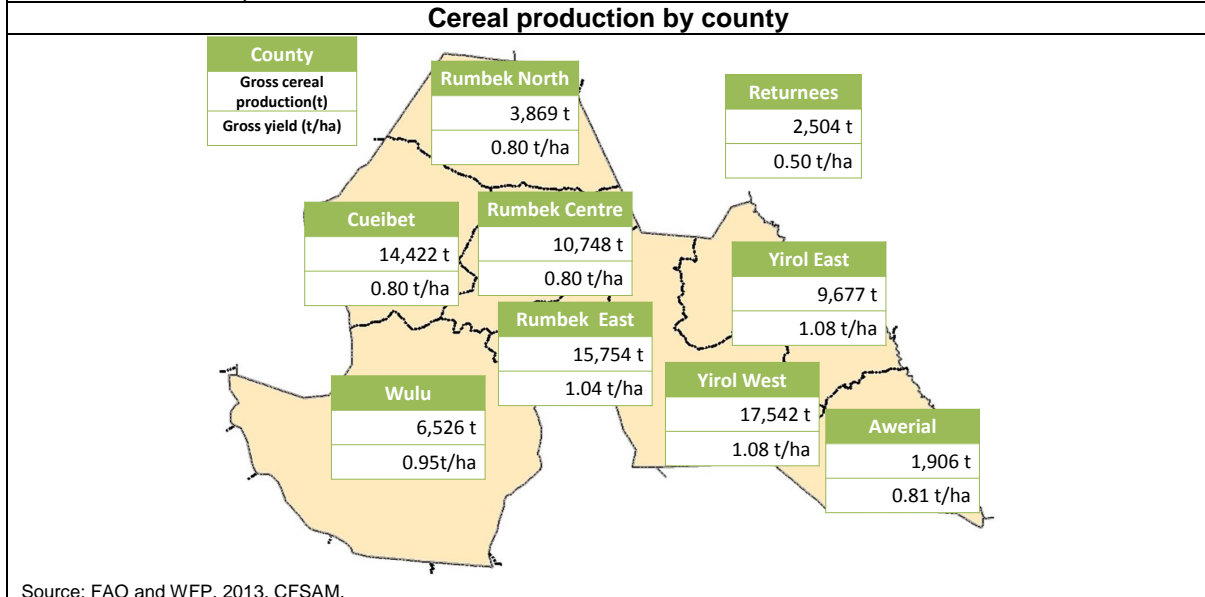 Cereal production by county
County
Gross cereal
production(t)
Gross yield (t/ha)
Rumbek North
3,869 t
0.80 t/ha
Returnees
2,504 t
0.50 t/ha
Cueibet
14,422 t
0.80 t/ha
Rumbek Centre
10,748 t
0.80 t/ha
Yirol East
9,677 t
1.08 t/ha
Rumbek East
15,754 t
1.04 t/ha
Wulu
6,526 t
0.95t/ha
Yirol West
17,542 t
1.08 t/ha
Awerial
1,906 t
0.81 t/ha
Source: FAO and WFP, 2013, CFSAM.